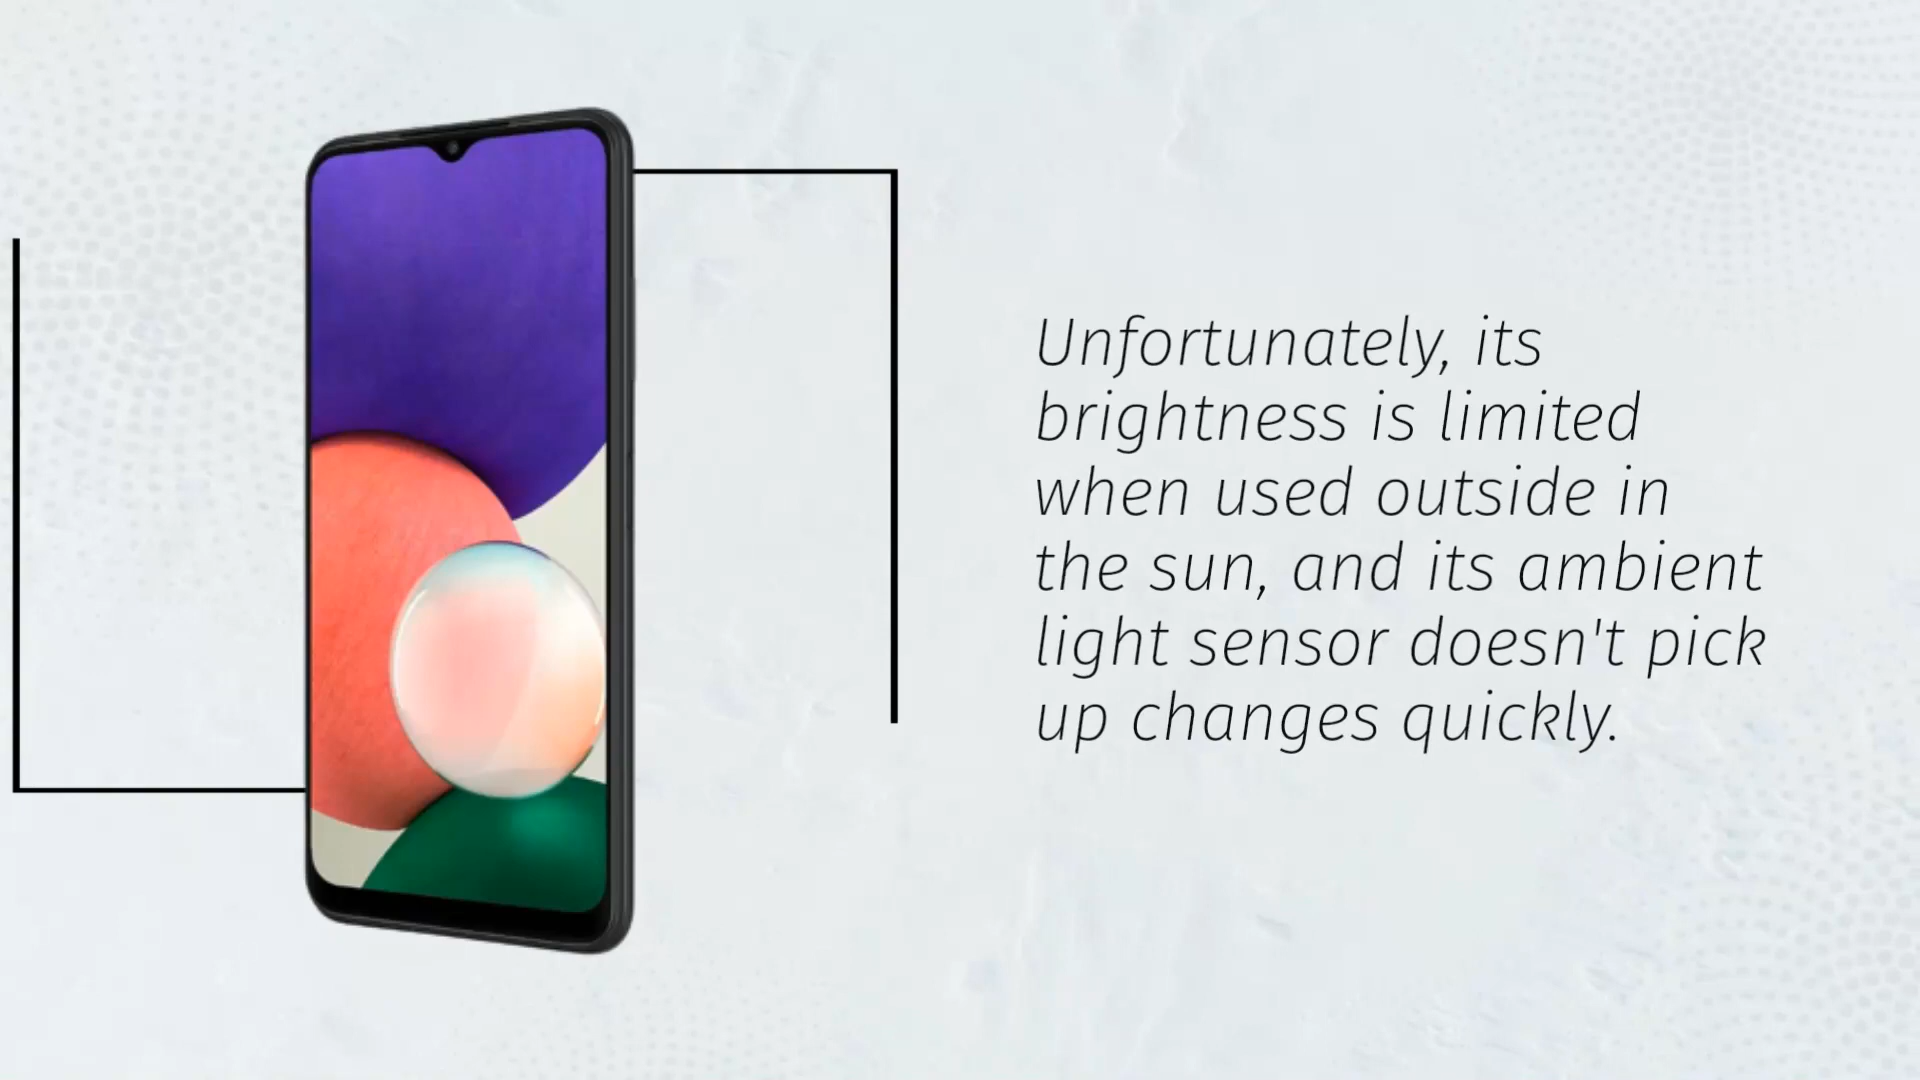 Unfortunately, its
brightness is limited
when used outside in
the sun, and its ambient
light sensor doesn't pick
up changes quickly.